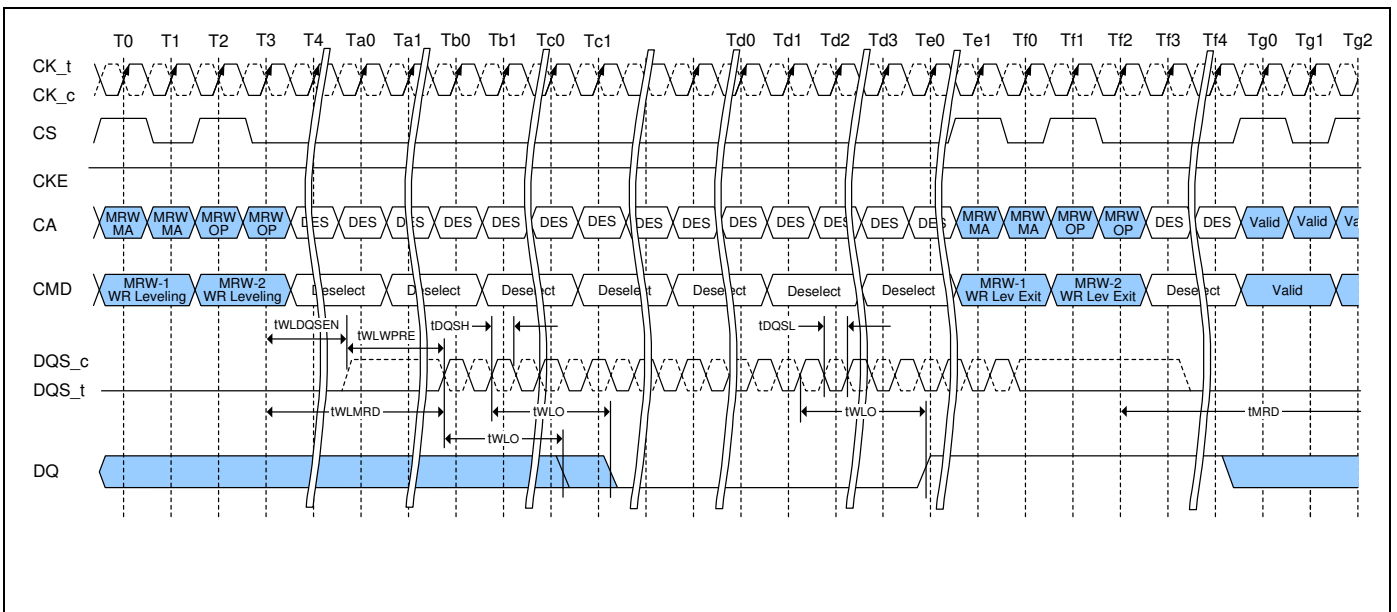 T0 T1 T2 T3 T4 Ta0 Ta1 Tb0 Tb1 Tc0 Tc1 Td0 Td1 Td2 Td3 Te0 Te1 Tf0 Tf1 Tf2 Tf3 Tf4 Tg0 Tg1 Tg2
CK_t
CK_c
CS
CKE
CA
MRW MRW MRW MRW DES DES DES DES DES DES DES DES DES DES DES DES DES DES MRW MRW MRW MRW DES DES Valid Valid Va
MA MA OP OP MA MA OP OP
CMD
MRW-1 MRW-2 Deselect Deselect Deselect Deselect Deselect Deselect Deselect MRW-1 MRW-2 Deselect Valid
WR Leveling WR Leveling WR Lev Exit WR Lev Exit
tWLDQSEN tWLWPRE tDQSH tDQSL
DQS_c
DQS_t
tWLMRD tWLO tWLO tMRD
tWLO
DQ